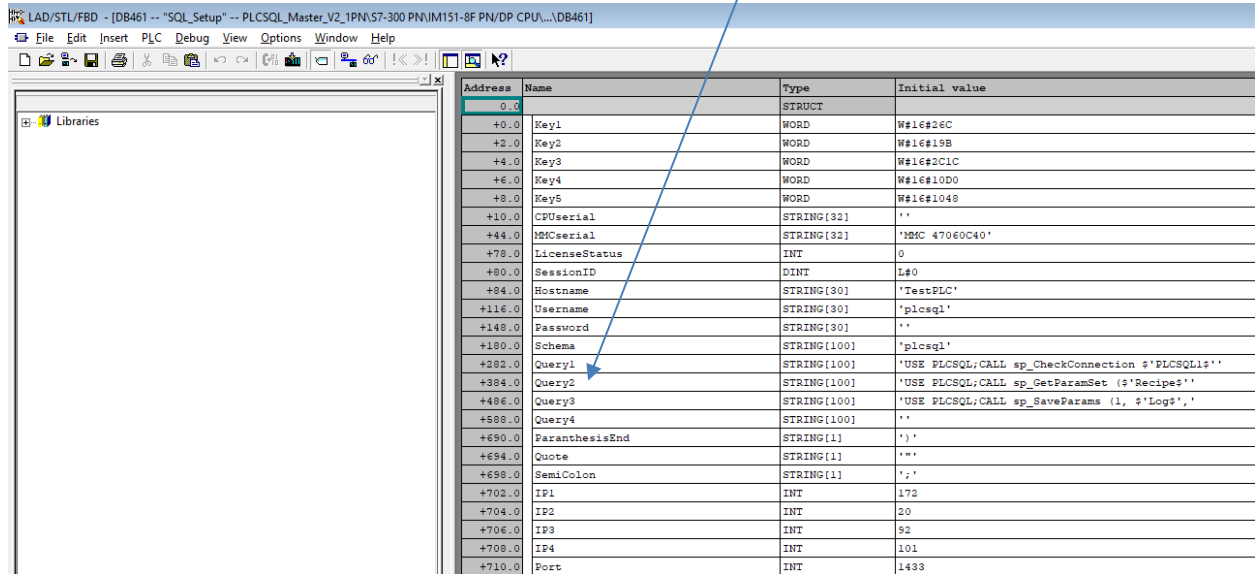 LAD/STL/FBD - [DB461 -- "SQL_Setup" -- PLCSQL_Master_V2_1PN\S7-300 PN\IM151-8F PN/DP CPU\...\DB461]
File Edit Insert PLC Debug View Options Window Help
Libraries
Address Name Type Initial value
0.0 STRUCT
+0.0 Key1 WORD W#16#26C
+2.0 Key2 WORD W#16#19B
+4.0 Key3 WORD W#16#2C1C
+6.0 Key4 WORD W#16#10D0
+8.0 Key5 WORD W#16#1048
+10.0 CPUserial STRING[32] ''
+44.0 MMCserial STRING[32] 'MMC 47060C40'
+78.0 LicenseStatus INT 0
+80.0 SessionID DINT L#0
+84.0 Hostname STRING[30] 'TestPLC'
+116.0 Username STRING[30] 'plcsql'
+148.0 Password STRING[30] ''
+180.0 Schema STRING[100] 'plcsql'
+282.0 Query1 STRING[100] 'USE PLCSQL;CALL sp_CheckConnection $'PLCSQL1$''
+384.0 Query2 STRING[100] 'USE PLCSQL;CALL sp_GetParamSet ($'Recipe$''
+486.0 Query3 STRING[100] 'USE PLCSQL;CALL sp_SaveParams (1, $'Log$','
+588.0 Query4 STRING[100] ''
+690.0 ParanthesisEnd STRING[1] ')'
+694.0 Quote STRING[1] '"'
+698.0 SemiColon STRING[1] ';'
+702.0 IP1 INT 172
+704.0 IP2 INT 20
+706.0 IP3 INT 92
+708.0 IP4 INT 101
+710.0 Port INT 1433